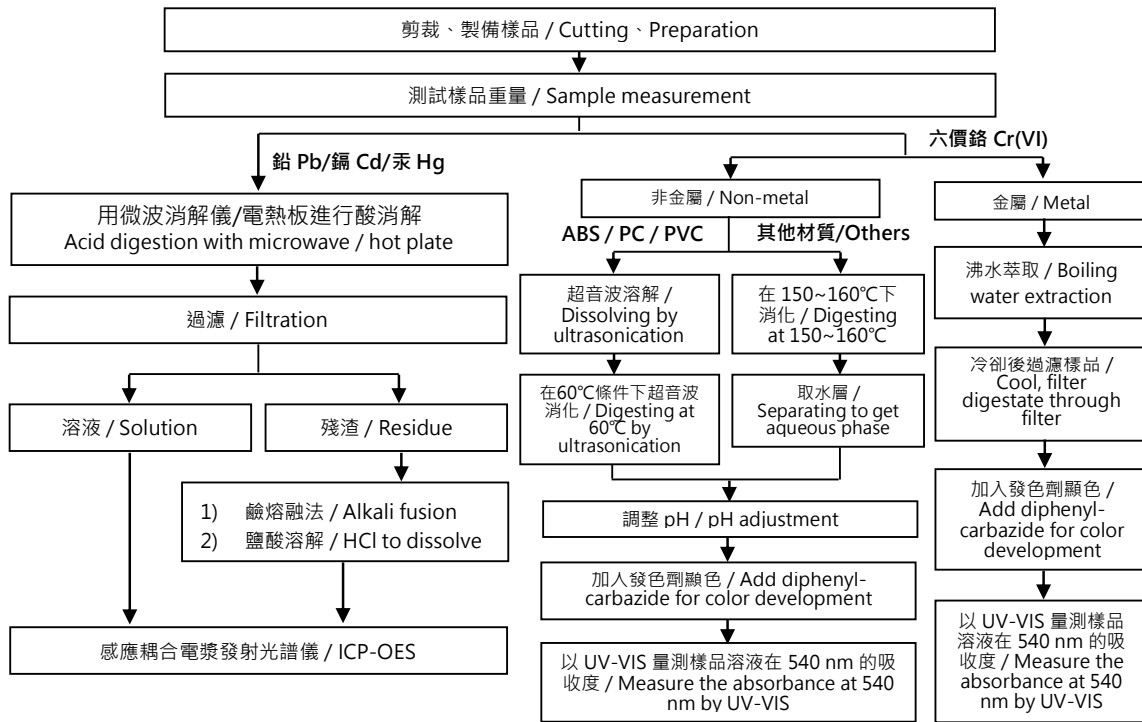 剪裁、製備樣品 / Cutting、Preparation
測試樣品重量 / Sample measurement
鉛 Pb/鎘 Cd/汞 Hg
六價鉻 Cr(VI)
用微波消解儀/電熱板進行酸消解
Acid digestion with microwave / hot plate
過濾 / Filtration
溶液 / Solution
殘渣 / Residue
1) 鹼熔融法 / Alkali fusion
2) 鹽酸溶解 / HCl to dissolve
感應耦合電漿發射光譜儀 / ICP-OES
非金屬 / Non-metal
ABS / PC / PVC
其他材質/Others
超音波溶解 /
Dissolving by
ultrasonication
在 150~160℃下
消化 / Digesting
at 150~160℃
在60℃條件下超音波
消化 / Digesting at
60℃ by
ultrasonication
取水層 /
Separating to get
aqueous phase
調整 pH / pH adjustment
加入發色劑顯色 / Add diphenyl-
carbazide for color development
以 UV-VIS 量測樣品溶液在 540 nm 的吸
收度 / Measure the absorbance at 540
nm by UV-VIS
金屬 / Metal
沸水萃取 / Boiling
water extraction
冷卻後過濾樣品 /
Cool, filter
digestate through
filter
加入發色劑顯色 /
Add diphenyl-
carbazide for color
development
以 UV-VIS 量測樣品
溶液在 540 nm 的吸
收度 / Measure the
absorbance at 540
nm by UV-VIS